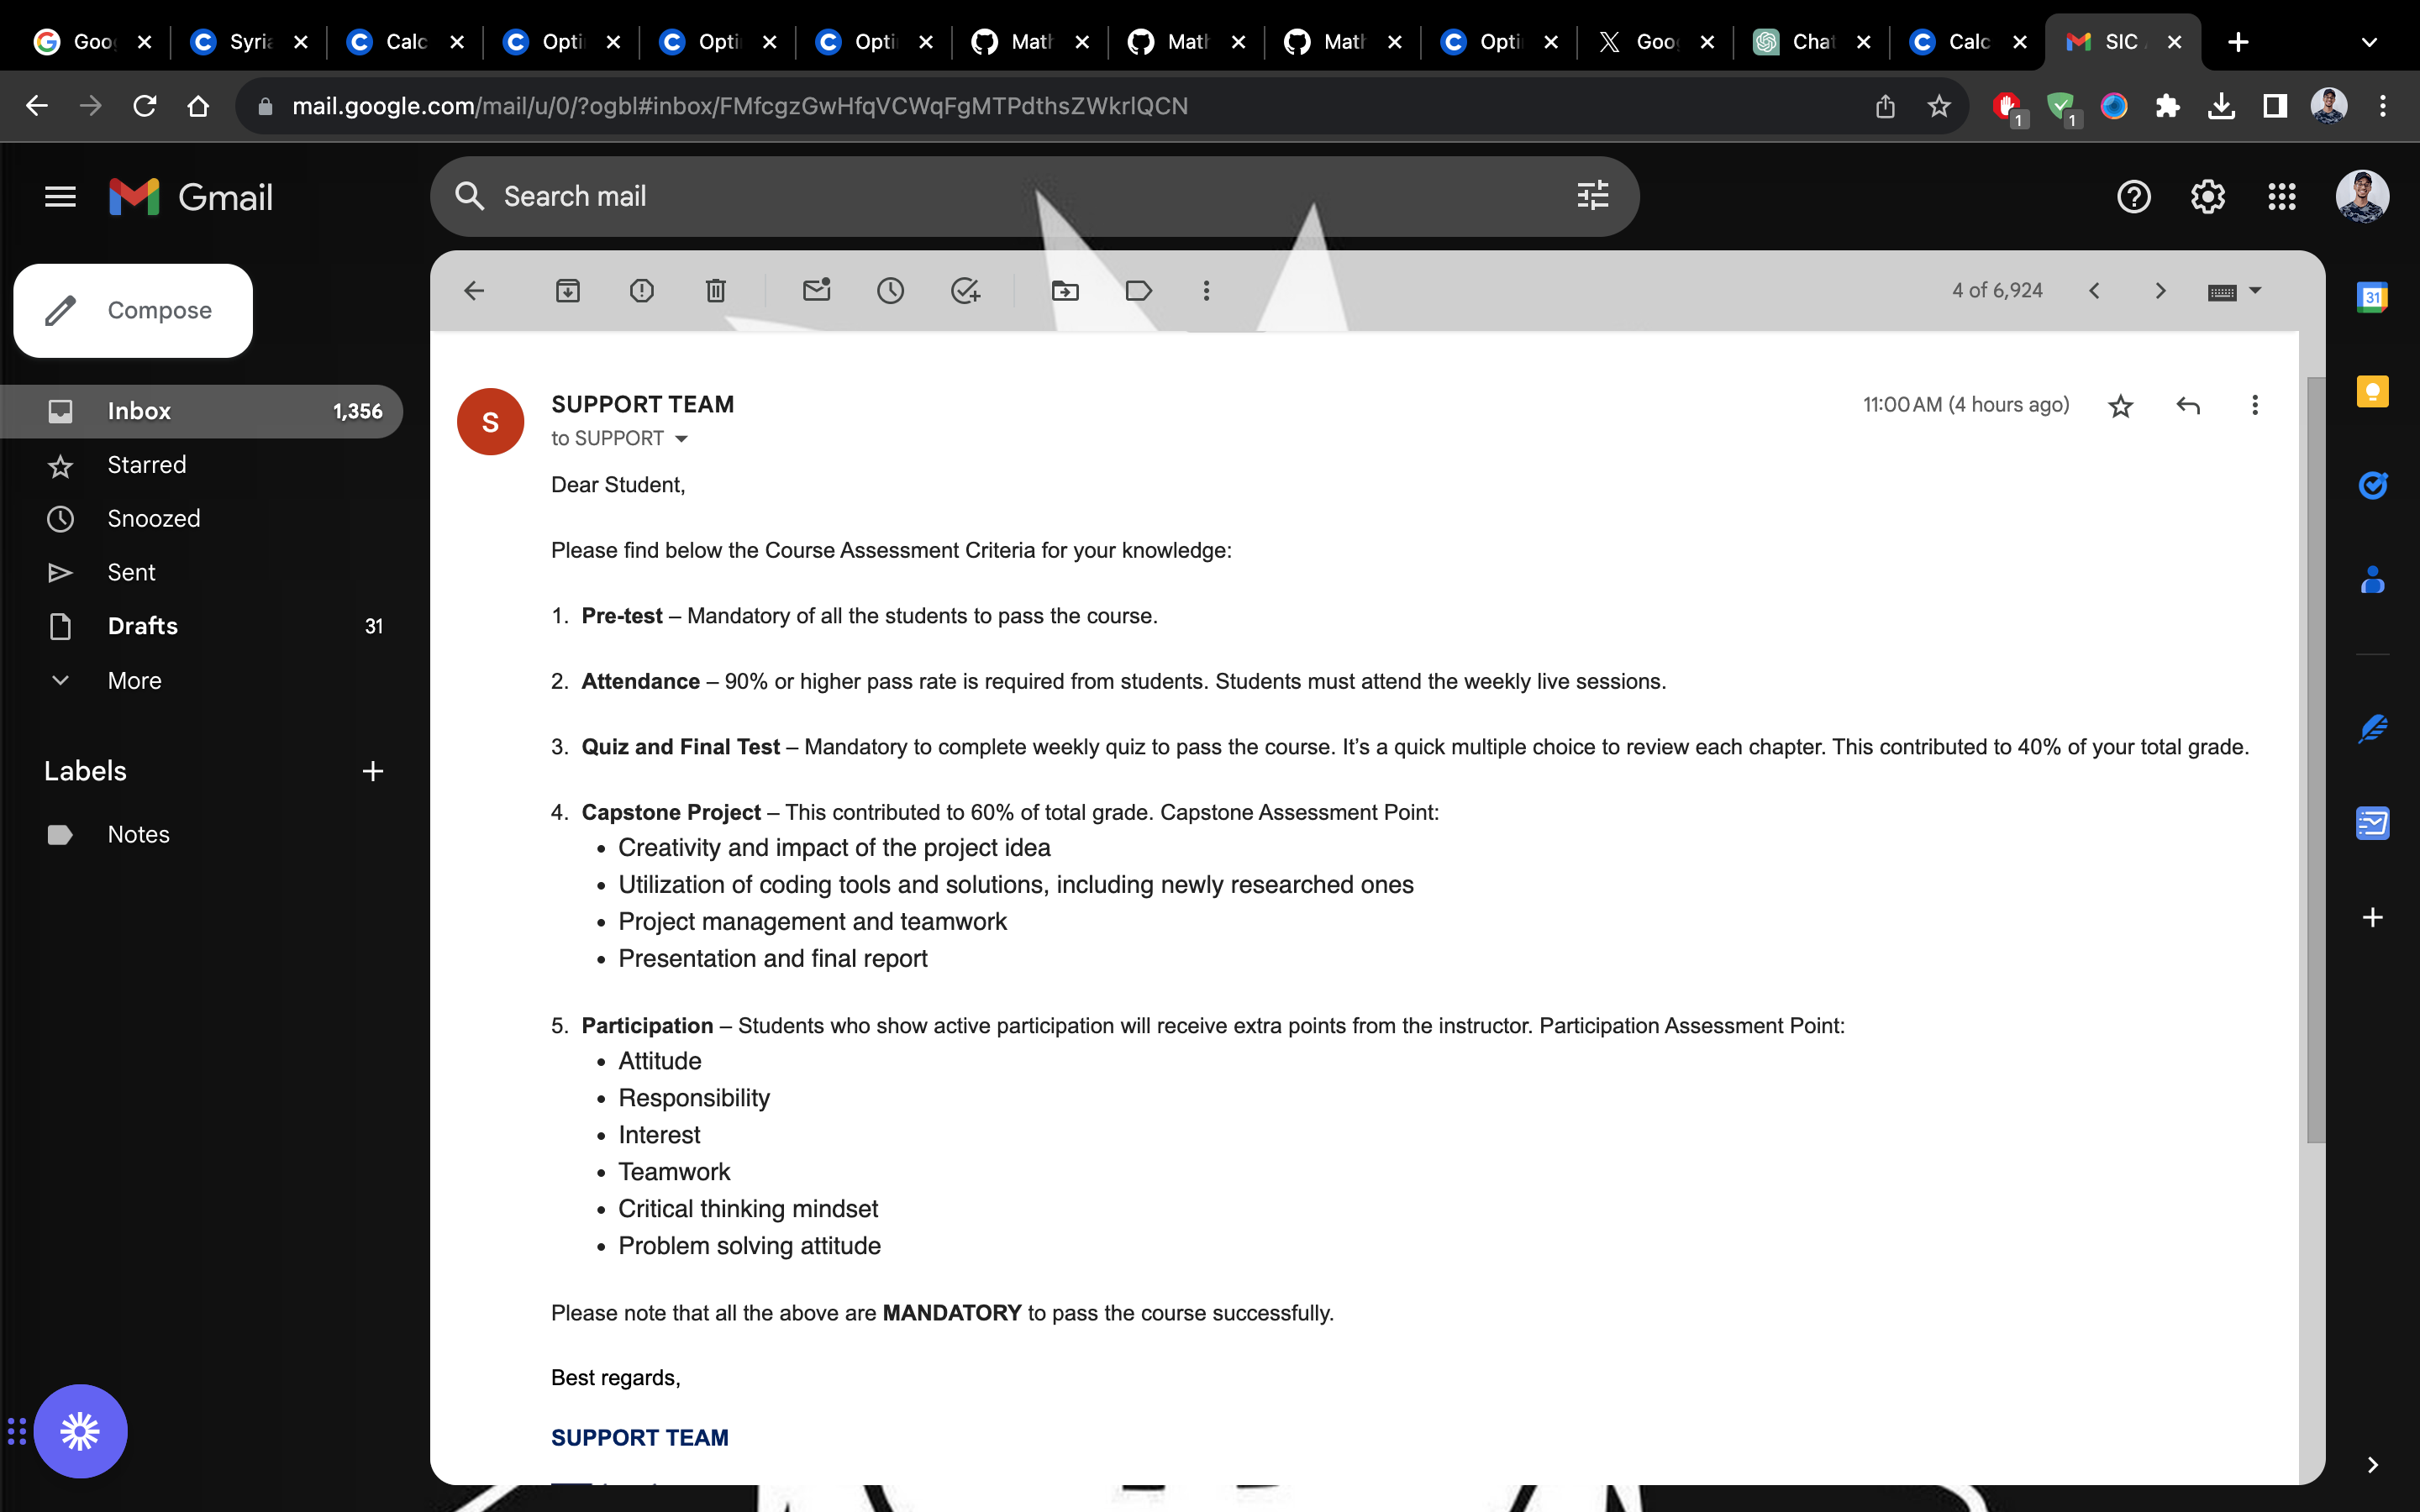 Goo
Syria
Calc
Opti
Opti
Opti
Math
Math
Math
Opti
Goo
Chat
Calc
SIC
mail.google.com/mail/u/0/?ogbl#inbox/FMfcgzGwHfqVCWqFgMTPdthsZWkrlQCN
1
1
Gmail
Search mail
Compose
4 of 6,924
31
Inbox 1,356
Starred
Snoozed
Sent
Drafts 31
More
Labels
Notes
S
SUPPORT TEAM
11:00 AM (4 hours ago)
to SUPPORT
Dear Student,
Please find below the Course Assessment Criteria for your knowledge:
1. Pre-test – Mandatory of all the students to pass the course.
2. Attendance – 90% or higher pass rate is required from students. Students must attend the weekly live sessions.
3. Quiz and Final Test – Mandatory to complete weekly quiz to pass the course. It’s a quick multiple choice to review each chapter. This contributed to 40% of your total grade.
4. Capstone Project – This contributed to 60% of total grade. Capstone Assessment Point:
• Creativity and impact of the project idea
• Utilization of coding tools and solutions, including newly researched ones
• Project management and teamwork
• Presentation and final report
5. Participation – Students who show active participation will receive extra points from the instructor. Participation Assessment Point:
• Attitude
• Responsibility
• Interest
• Teamwork
• Critical thinking mindset
• Problem solving attitude
Please note that all the above are MANDATORY to pass the course successfully.
Best regards,
SUPPORT TEAM